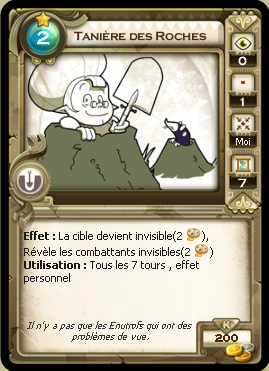 2
TANIÈRE DES ROCHES
0
1
Moi
7
Effet : La cible devient invisible(2 ),
Révèle les combattants invisibles(2 )
Utilisation : Tous les 7 tours , effet
personnel
Il n'y a pas que les Enutrofs qui ont des
problèmes de vue.
K
200